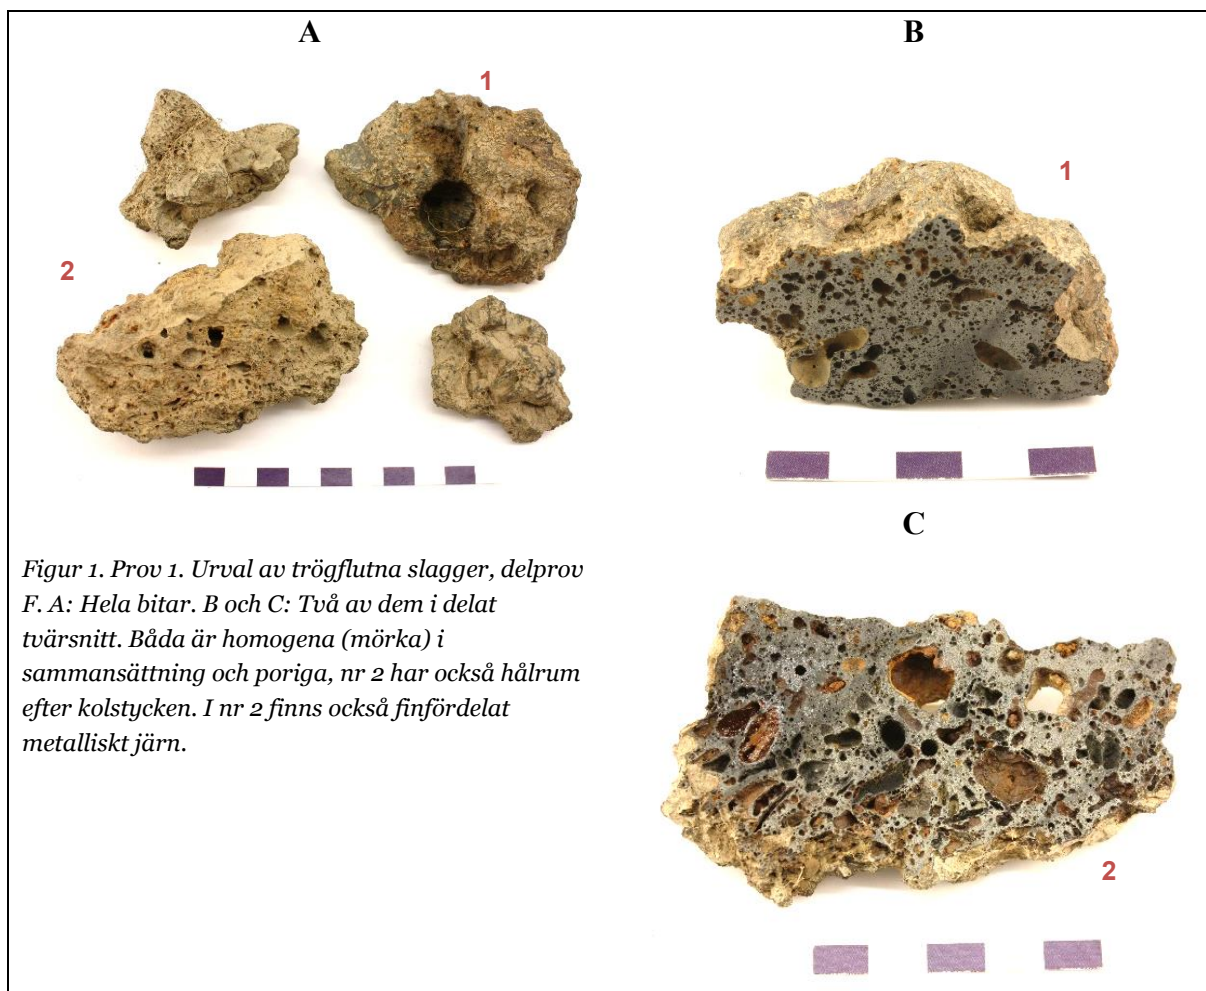 A
B
1
1
2
C
Figur 1. Prov 1. Urval av trögflutna slagger, delprov
F. A: Hela bitar. B och C: Två av dem i delat
tvärsnitt. Båda är homogena (mörka) i
sammansättning och poriga, nr 2 har också hålrum
efter kolstycken. I nr 2 finns också finfördelat
metalliskt järn.
2